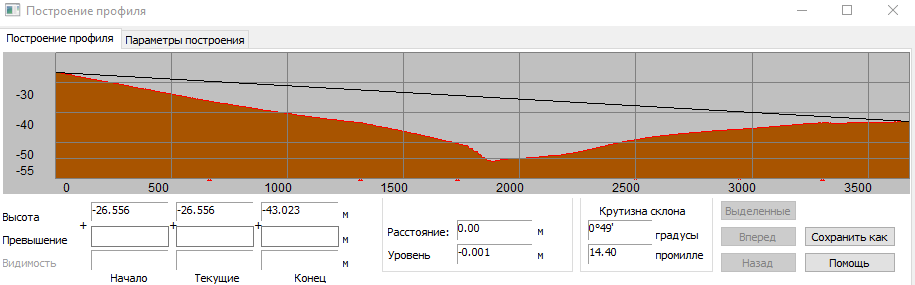 Построение профиля
Построение профиля Параметры построения
-30
-40
-50
-55
0 500 1000 1500 2000 2500 3000 3500
Высота -26.556 -26.556 -43.023 м
+ + +
Превышение м
Видимость м
Начало Текущие Конец
Расстояние: 0.00 м
Уровень -0.001 м
Крутизна склона
0°49' градусы
14.40 промилле
Выделенные
Вперед Сохранить как
Назад Помощь